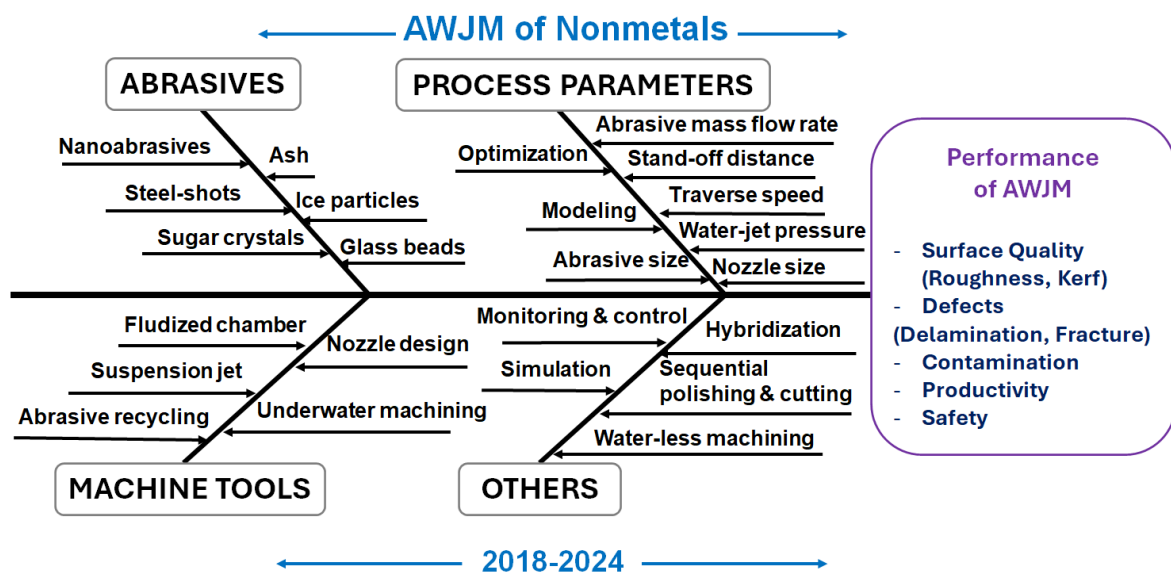 AWJM of Nonmetals
ABRASIVES
PROCESS PARAMETERS
Nanoabrasives
Ash
Steel-shots
Ice particles
Sugar crystals
Glass beads
Abrasive mass flow rate
Optimization
Stand-off distance
Traverse speed
Modeling
Water-jet pressure
Abrasive size
Nozzle size
Performance
of AWJM
- Surface Quality
(Roughness, Kerf)
- Defects
(Delamination, Fracture)
- Contamination
- Productivity
- Safety
Fludized chamber
Nozzle design
Suspension jet
Abrasive recycling
Underwater machining
Monitoring & control
Hybridization
Simulation
Sequential
polishing & cutting
Water-less machining
MACHINE TOOLS
OTHERS
2018-2024